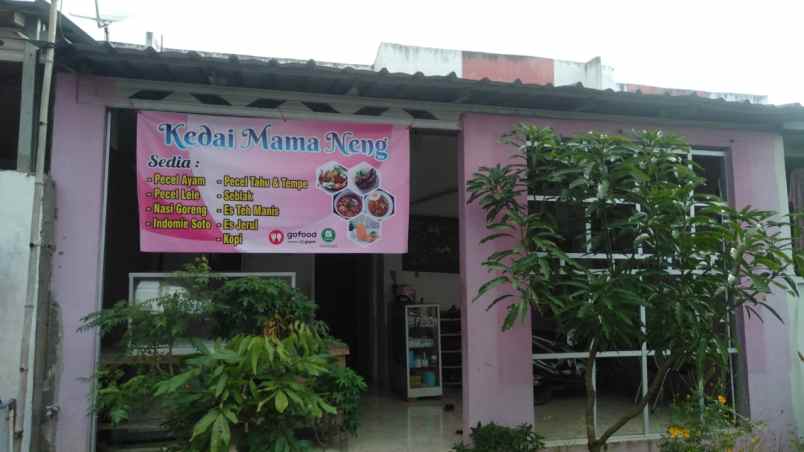 Kedai Mama Neng
Sedia :
- Pecel Ayam
- Pecel Lele
- Nasi Goreng
- Indomie Soto
- Pecel Tahu & Tempe
- Seblak
- Es Teh Manis
- Es Jeruk
- Kopi
gofood